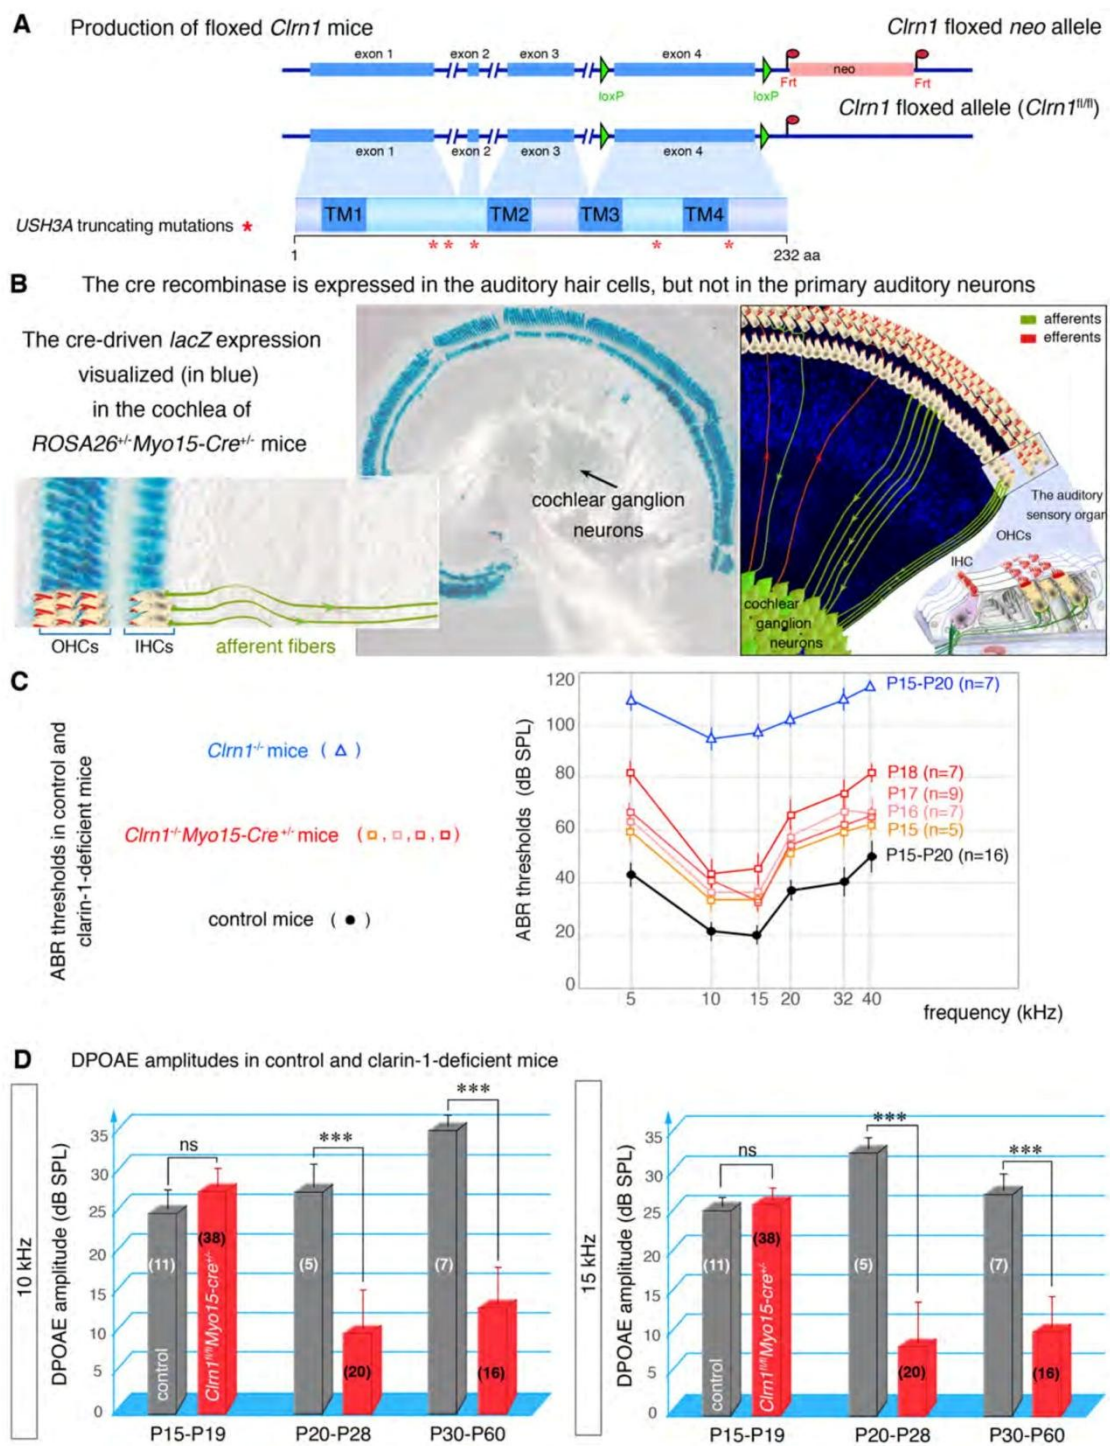 A Production of floxed Clrn1 mice
Clrn1 floxed neo allele
exon 1 exon 2 exon 3 exon 4 neo
loxP loxP Frt Frt
Clrn1 floxed allele (Clrn1fl/fl)
exon 1 exon 2 exon 3 exon 4
TM1 TM2 TM3 TM4
USH3A truncating mutations *
* * * * *
1 232 aa
B The cre recombinase is expressed in the auditory hair cells, but not in the primary auditory neurons
The cre-driven lacZ expression
visualized (in blue)
in the cochlea of
ROSA26+/-Myo15-Cre+/- mice
OHCs IHCs afferent fibers
cochlear ganglion
neurons
afferents
efferents
The auditory
sensory organ
OHCs
IHC
cochlear
ganglion
neurons
C
ABR thresholds in control and
clarin-1-deficient mice
Clrn1-/- mice ( )
Clrn1-/-Myo15-Cre+/- mice ( , , , )
control mice ( )
ABR thresholds (dB SPL)
120
100
80
60
40
20
0
P15-P20 (n=7)
P18 (n=7)
P17 (n=9)
P16 (n=7)
P15 (n=5)
P15-P20 (n=16)
5 10 15 20 32 40
frequency (kHz)
D DPOAE amplitudes in control and clarin-1-deficient mice
10 kHz
DPOAE amplitude (dB SPL)
35
30
25
20
15
10
5
0
ns *** ***
(11) (38) (5) (20) (7) (16)
control
Clrn1fl/flMyo15-cre+/-
P15-P19 P20-P28 P30-P60
15 kHz
DPOAE amplitude (dB SPL)
35
30
25
20
15
10
5
0
ns *** ***
(11) (38) (5) (20) (7) (16)
control
Clrn1fl/flMyo15-cre+/-
P15-P19 P20-P28 P30-P60